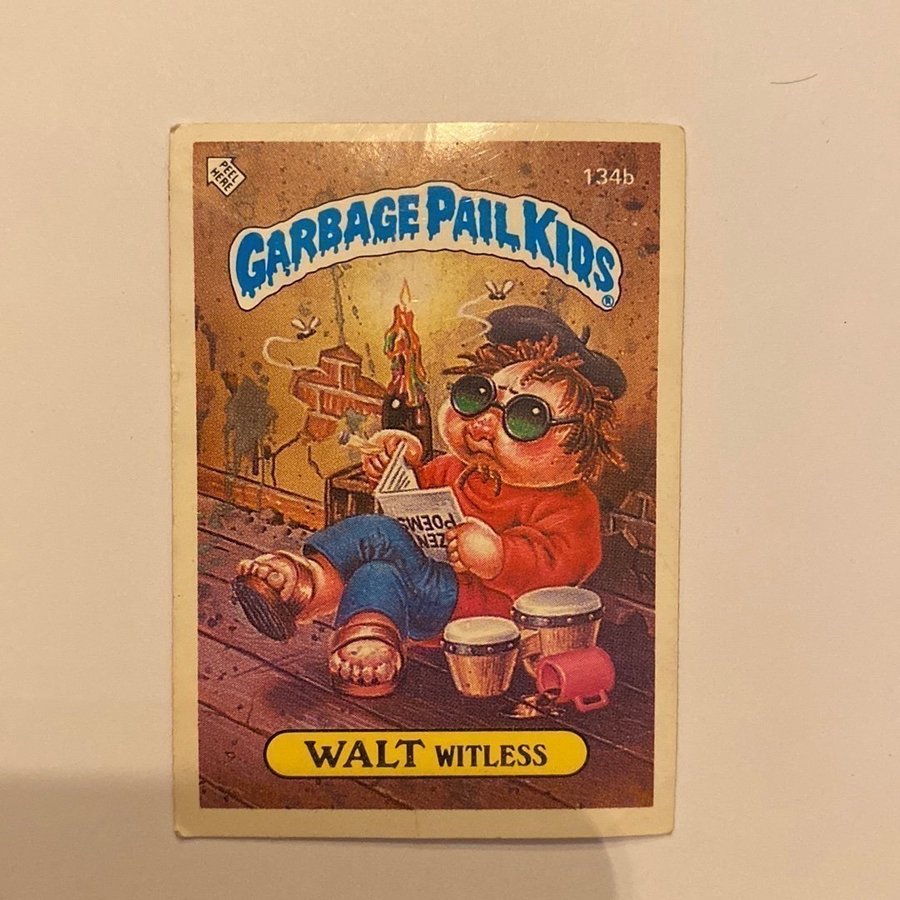 PEEL
HERE
134b
GARBAGE PAIL KIDS®
ZEN
POEMS
WALT WITLESS